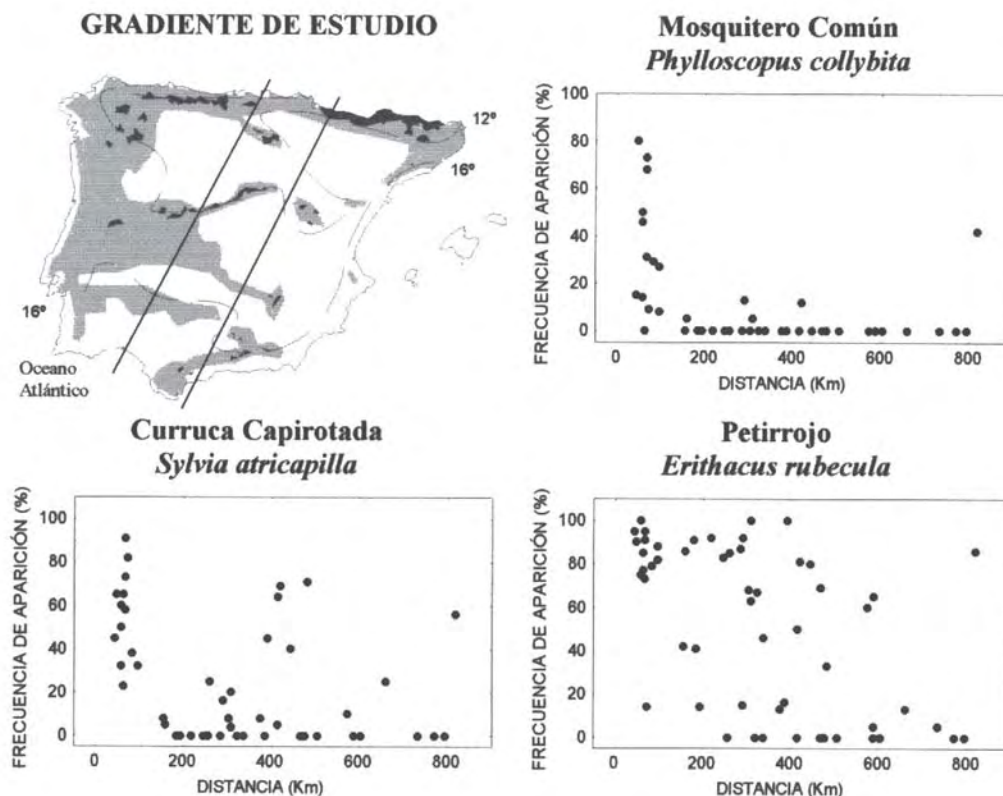 GRADIENTE DE ESTUDIO
12º
16º
16º
Oceano
Atlántico
Mosquitero Común
Phylloscopus collybita
FRECUENCIA DE APARICIÓN (%)
100
80
60
40
20
0
0 200 400 600 800
DISTANCIA (Km)
Curruca Capirotada
Sylvia atricapilla
FRECUENCIA DE APARICIÓN (%)
100
80
60
40
20
0
0 200 400 600 800
DISTANCIA (Km)
Petirrojo
Erithacus rubecula
FRECUENCIA DE APARICIÓN (%)
100
80
60
40
20
0
0 200 400 600 800
DISTANCIA (Km)